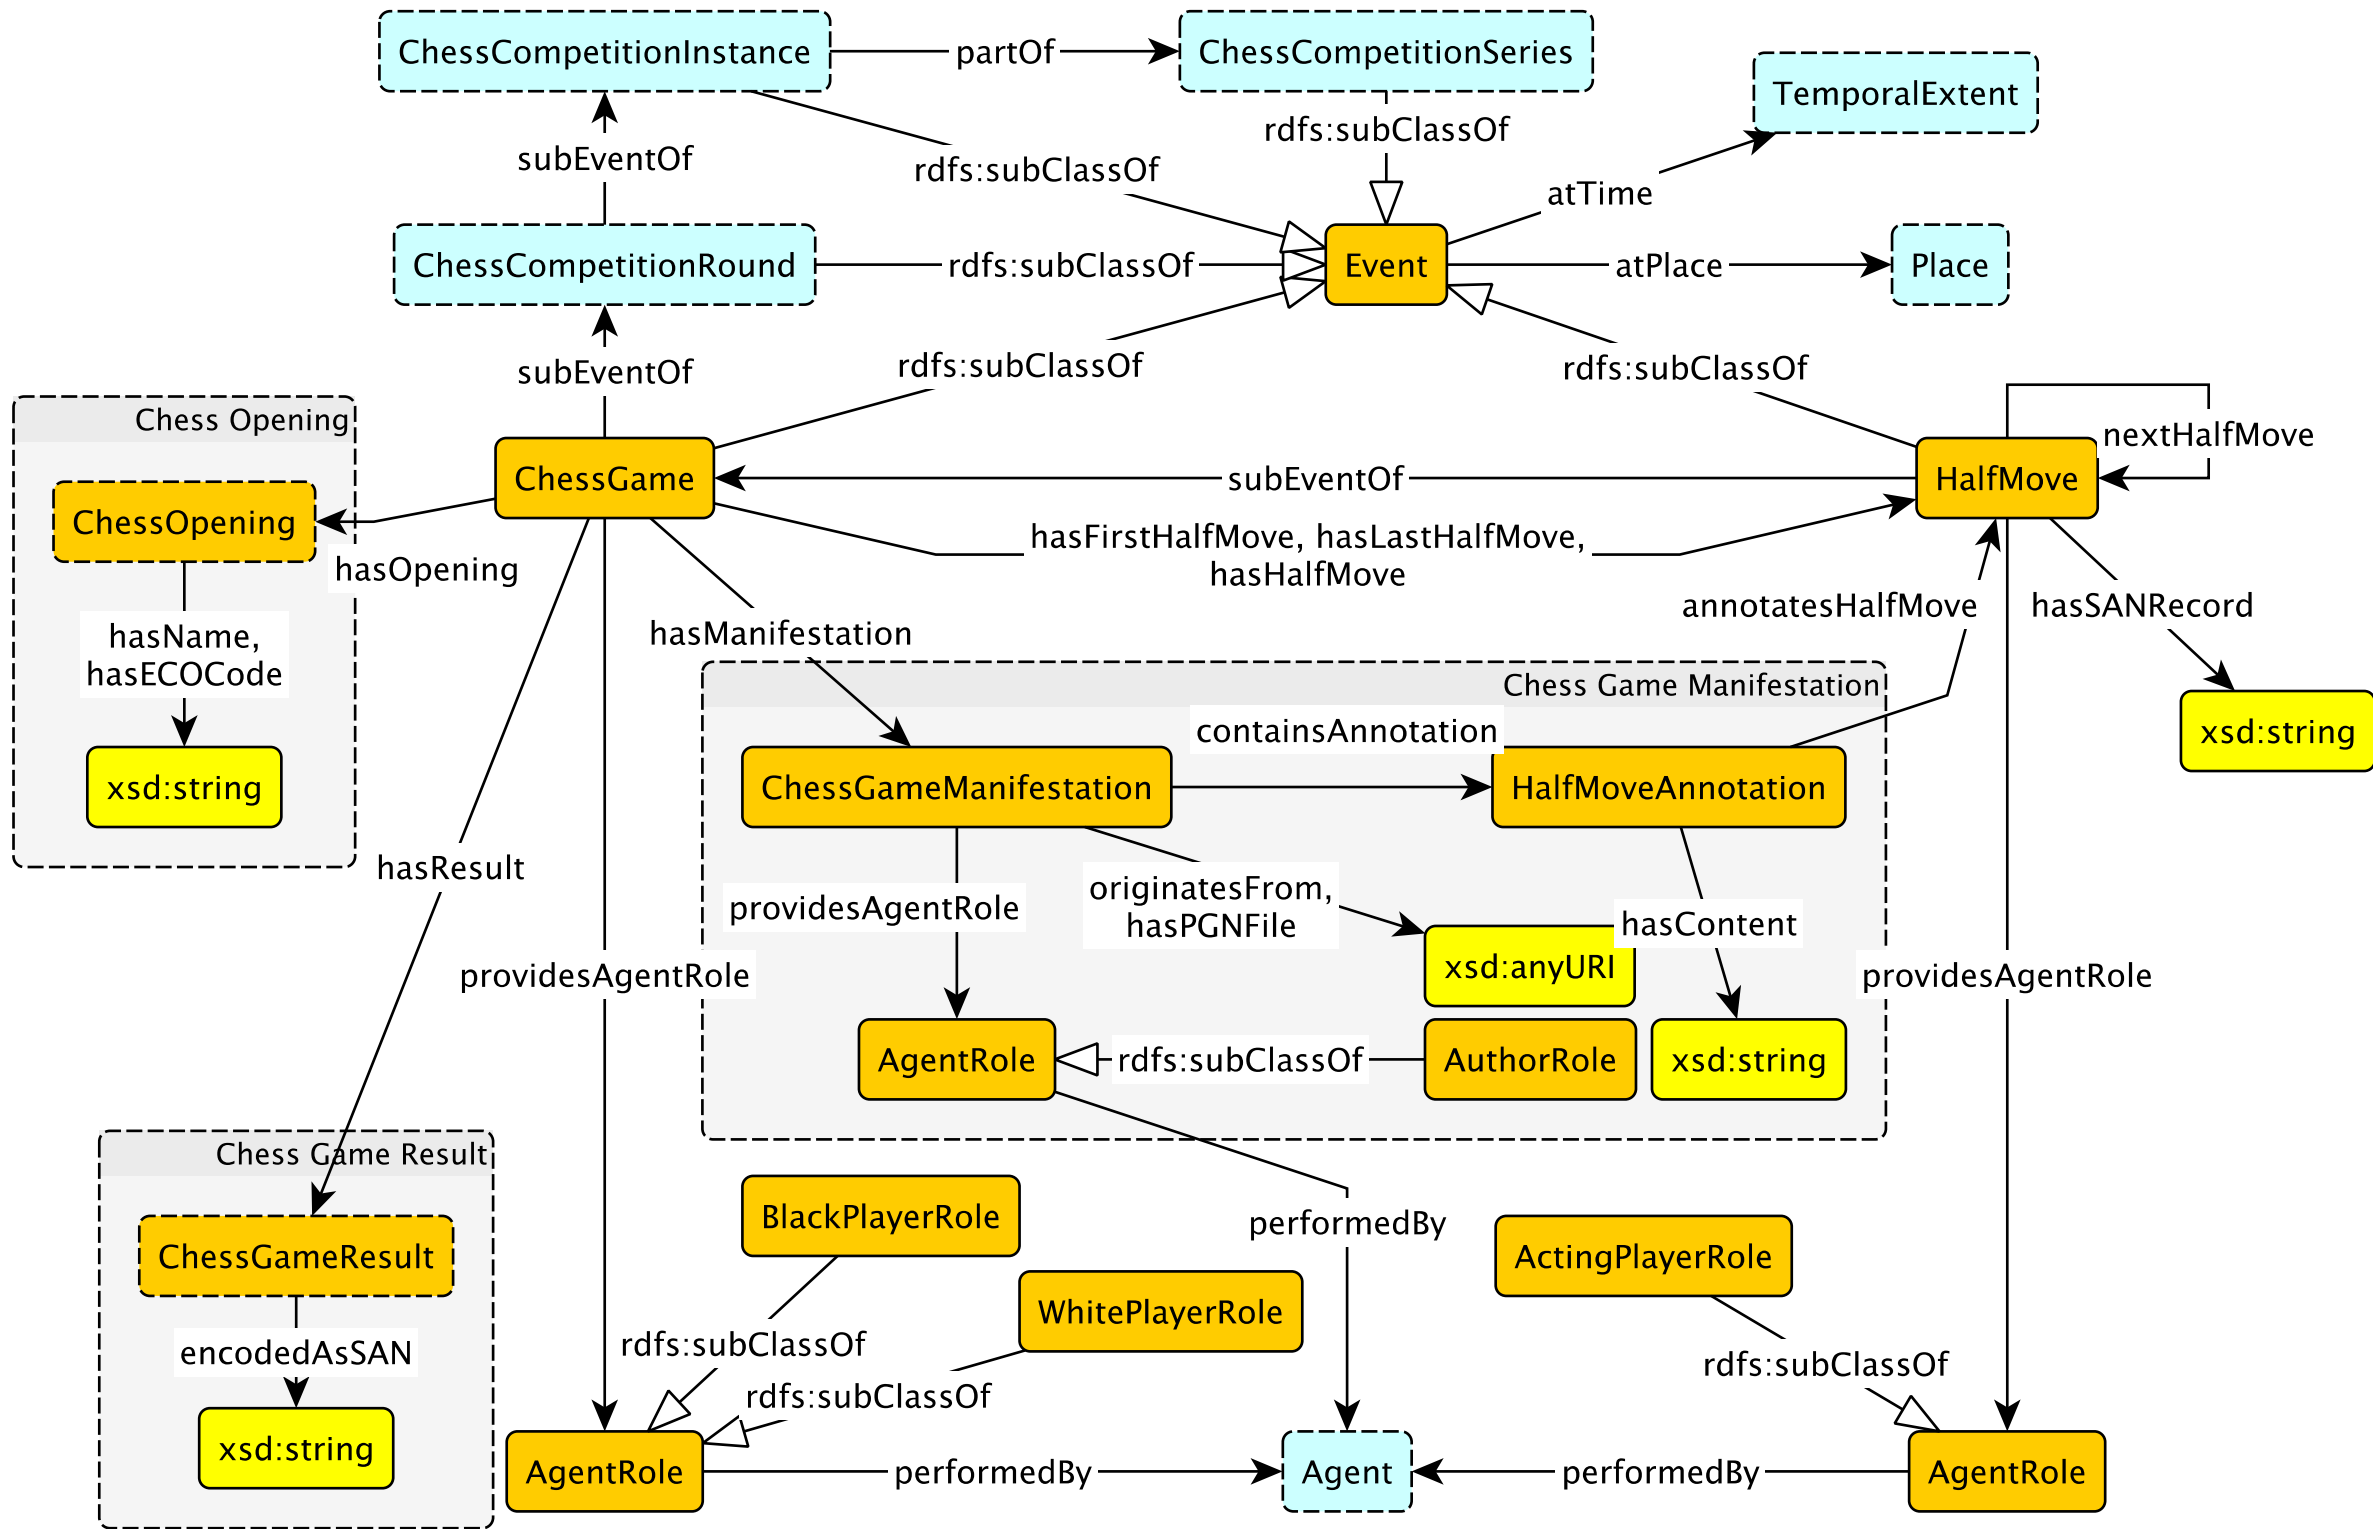 ChessCompetitionInstance
partOf
ChessCompetitionSeries
TemporalExtent
rdfs:subClassOf
subEventOf
rdfs:subClassOf
atTime
ChessCompetitionRound
rdfs:subClassOf
Event
atPlace
Place
subEventOf
rdfs:subClassOf
rdfs:subClassOf
Chess Opening
nextHalfMove
ChessGame
subEventOf
HalfMove
ChessOpening
hasFirstHalfMove, hasLastHalfMove,
hasHalfMove
hasOpening
annotatesHalfMove
hasSANRecord
hasName,
hasECOCode
hasManifestation
Chess Game Manifestation
containsAnnotation
xsd:string
xsd:string
ChessGameManifestation
HalfMoveAnnotation
hasResult
originatesFrom,
hasPGNFile
providesAgentRole
hasContent
xsd:anyURI
providesAgentRole
providesAgentRole
AgentRole
rdfs:subClassOf
AuthorRole
xsd:string
Chess Game Result
BlackPlayerRole
performedBy
ChessGameResult
ActingPlayerRole
WhitePlayerRole
rdfs:subClassOf
encodedAsSAN
rdfs:subClassOf
rdfs:subClassOf
xsd:string
AgentRole
performedBy
Agent
performedBy
AgentRole